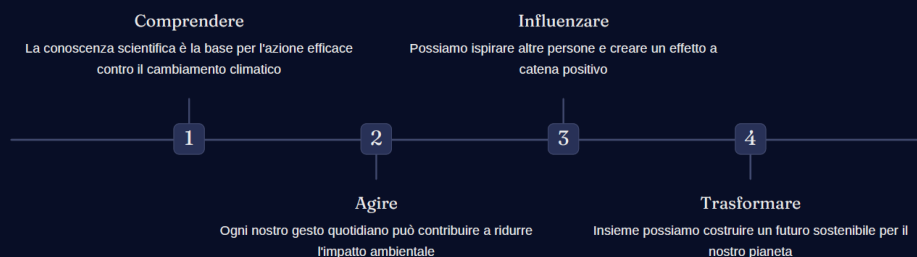 Comprendere
La conoscenza scientifica è la base per l'azione efficace
contro il cambiamento climatico
Influenzare
Possiamo ispirare altre persone e creare un effetto a
catena positivo
1
2
3
4
Agire
Ogni nostro gesto quotidiano può contribuire a ridurre
l'impatto ambientale
Trasformare
Insieme possiamo costruire un futuro sostenibile per il
nostro pianeta